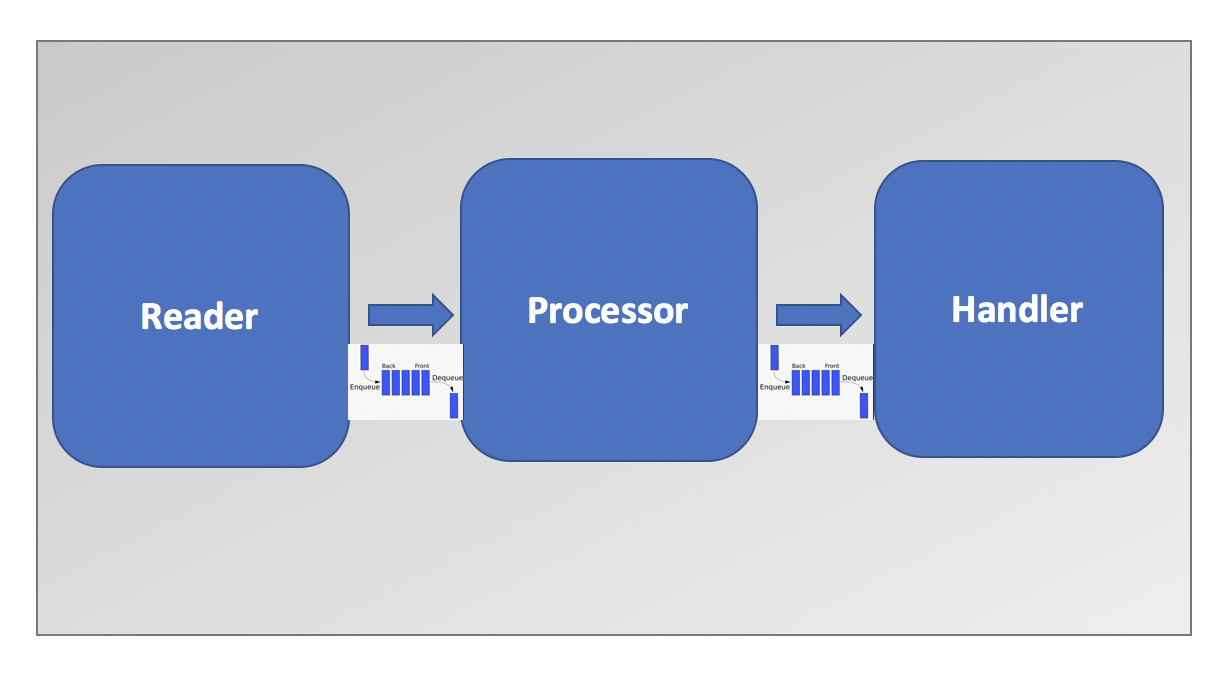 Reader
Processor
Handler
Back Front
Enqueue Dequeue
Back Front
Enqueue Dequeue